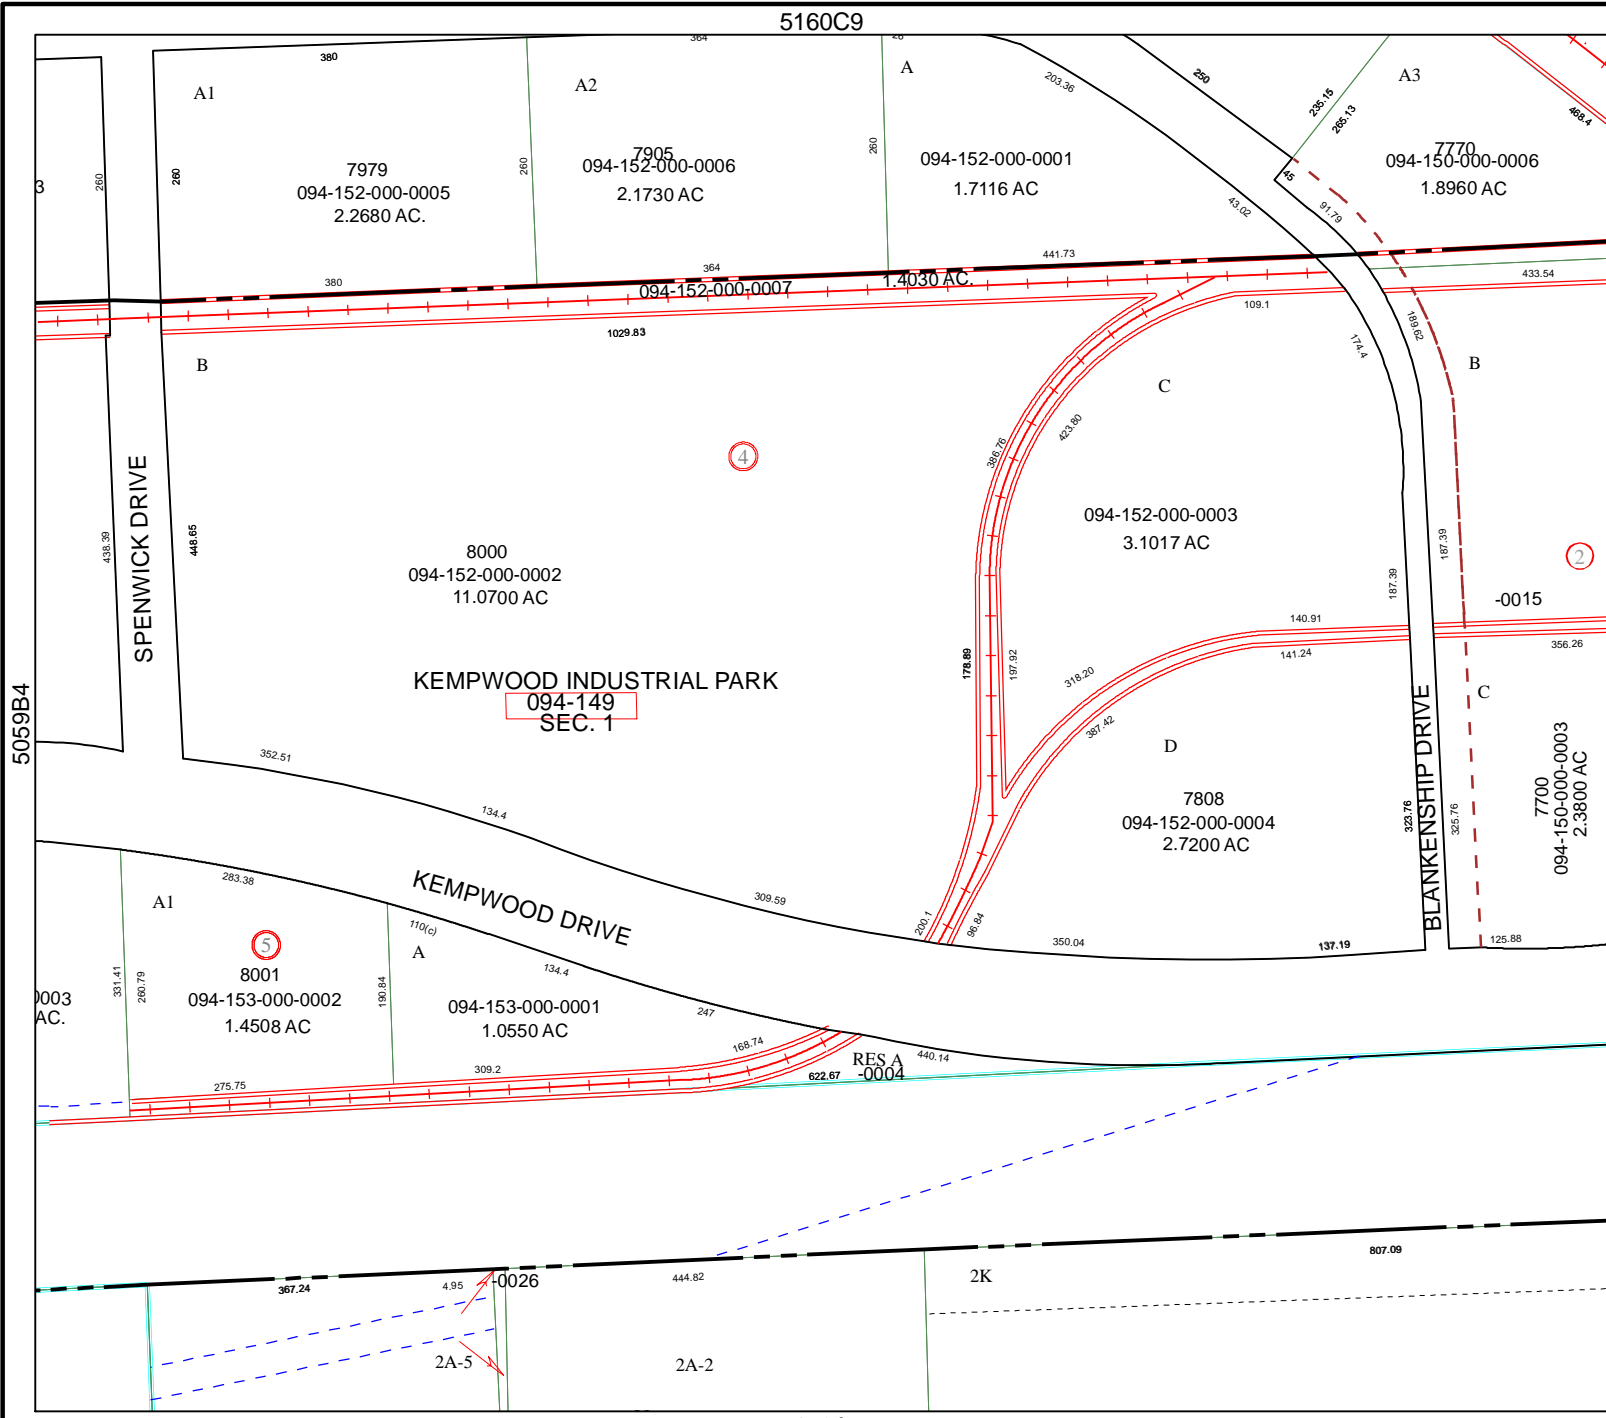 5160C9
380
364
26
A
203.36
250
A3
A1
A2
235.15
265.13
468.4
7979
094-152-000-0005
2.2680 AC.
7905
094-152-000-0006
2.1730 AC
094-152-000-0001
1.7116 AC
7770
094-150-000-0006
1.8960 AC
3
260
260
260
260
45
91.79
43.02
380
364
441.73
433.54
094-152-000-0007
1.4030 AC.
1029.83
109.1
174.4
189.62
B
C
B
4
386.76
423.80
SPENWICK DRIVE
438.39
448.65
8000
094-152-000-0002
11.0700 AC
094-152-000-0003
3.1017 AC
187.39
187.39
2
-0015
140.91
141.24
356.26
178.89
197.92
318.20
387.42
KEMPWOOD INDUSTRIAL PARK
094-149
SEC. 1
5059B4
C
D
7808
094-152-000-0004
2.7200 AC
323.76
BLANKENSHIP DRIVE
325.76
7700
094-150-000-0003
2.3800 AC
352.51
134.4
309.59
200.1
96.84
350.04
137.19
125.88
283.38
KEMPWOOD DRIVE
A1
110(c)
A
134.4
5
8001
094-153-000-0002
1.4508 AC
331.41
260.79
190.84
094-153-000-0001
1.0550 AC
0003
AC.
247
168.74
RES A
-0004
440.14
622.67
275.75
309.2
367.24
4.95
-0026
444.82
2K
807.09
2A-5
2A-2